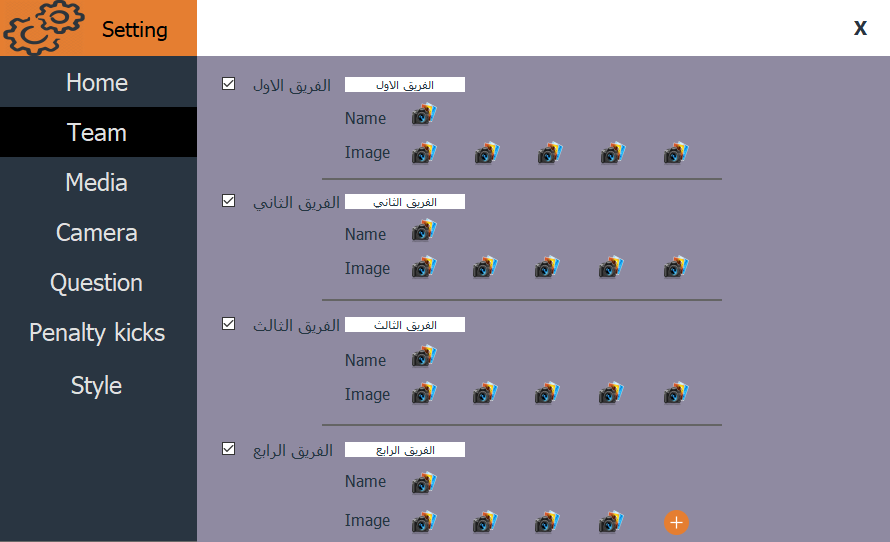 Setting
X
Home
Team
Media
Camera
Question
Penalty kicks
Style
الفريق الاول
الفريق الاول
Name
Image
الفريق الثاني
الفريق الثاني
Name
Image
الفريق الثالث
الفريق الثالث
Name
Image
الفريق الرابع
الفريق الرابع
Name
Image